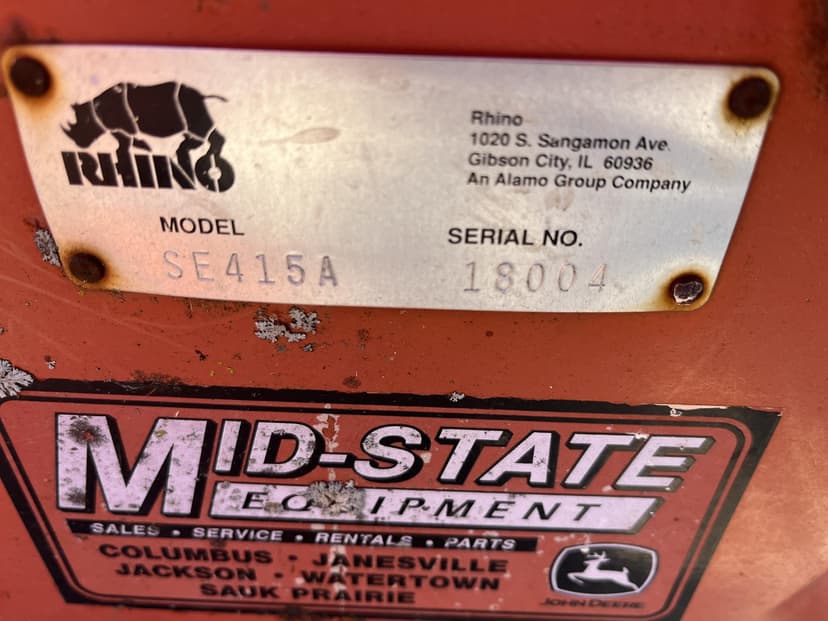 RHINO
Rhino
1020 S. Sangamon Ave.
Gibson City, IL 60936
An Alamo Group Company
MODEL
SERIAL NO.
SE415A
18004
MID-STATE
EQUIPMENT
SALES • SERVICE • RENTALS • PARTS
COLUMBUS • JANESVILLE
JACKSON • WATERTOWN
SAUK PRAIRIE
JOHN DEERE